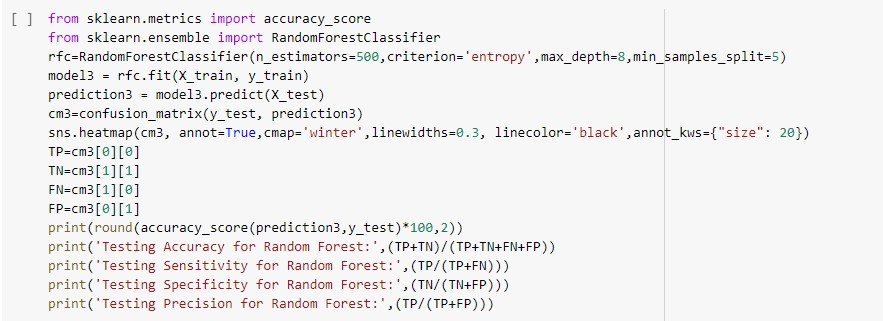 [ ] from sklearn.metrics import accuracy_score
from sklearn.ensemble import RandomForestClassifier
rfc=RandomForestClassifier(n_estimators=500,criterion='entropy',max_depth=8,min_samples_split=5)
model3 = rfc.fit(X_train, y_train)
prediction3 = model3.predict(X_test)
cm3=confusion_matrix(y_test, prediction3)
sns.heatmap(cm3, annot=True,cmap='winter',linewidths=0.3, linecolor='black',annot_kws={"size": 20})
TP=cm3[0][0]
TN=cm3[1][1]
FN=cm3[1][0]
FP=cm3[0][1]
print(round(accuracy_score(prediction3,y_test)*100,2))
print('Testing Accuracy for Random Forest:',(TP+TN)/(TP+TN+FN+FP))
print('Testing Sensitivity for Random Forest:',(TP/(TP+FN)))
print('Testing Specificity for Random Forest:',(TN/(TN+FP)))
print('Testing Precision for Random Forest:',(TP/(TP+FP)))